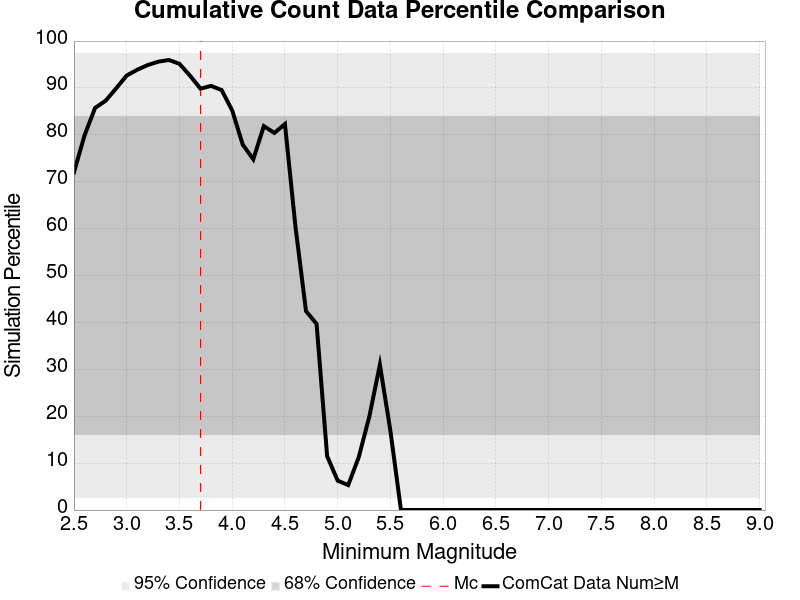 Cumulative Count Data Percentile Comparison
100
90
80
70
60
50
40
30
20
10
0
Simulation Percentile
2.5 3.0 3.5 4.0 4.5 5.0 5.5 6.0 6.5 7.0 7.5 8.0 8.5 9.0
Minimum Magnitude
95% Confidence 68% Confidence Mc ComCat Data Num≥M